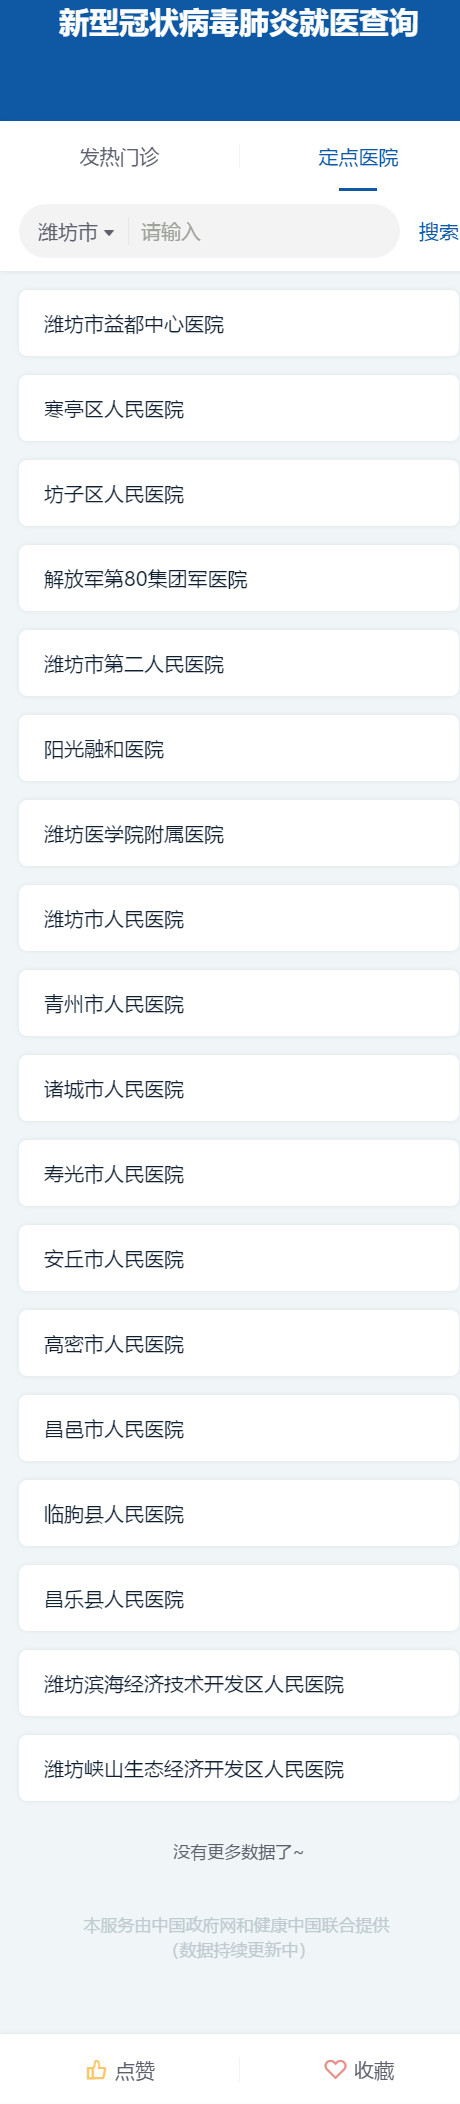 新型冠状病毒肺炎就医查询
发热门诊
定点医院
潍坊市 请输入 搜索
潍坊市益都中心医院
寒亭区人民医院
坊子区人民医院
解放军第80集团军医院
潍坊市第二人民医院
阳光融和医院
潍坊医学院附属医院
潍坊市人民医院
青州市人民医院
诸城市人民医院
寿光市人民医院
安丘市人民医院
高密市人民医院
昌邑市人民医院
临朐县人民医院
昌乐县人民医院
潍坊滨海经济技术开发区人民医院
潍坊峡山生态经济开发区人民医院
没有更多数据了~
本服务由中国政府网和健康中国联合提供
(数据持续更新中)
点赞
收藏